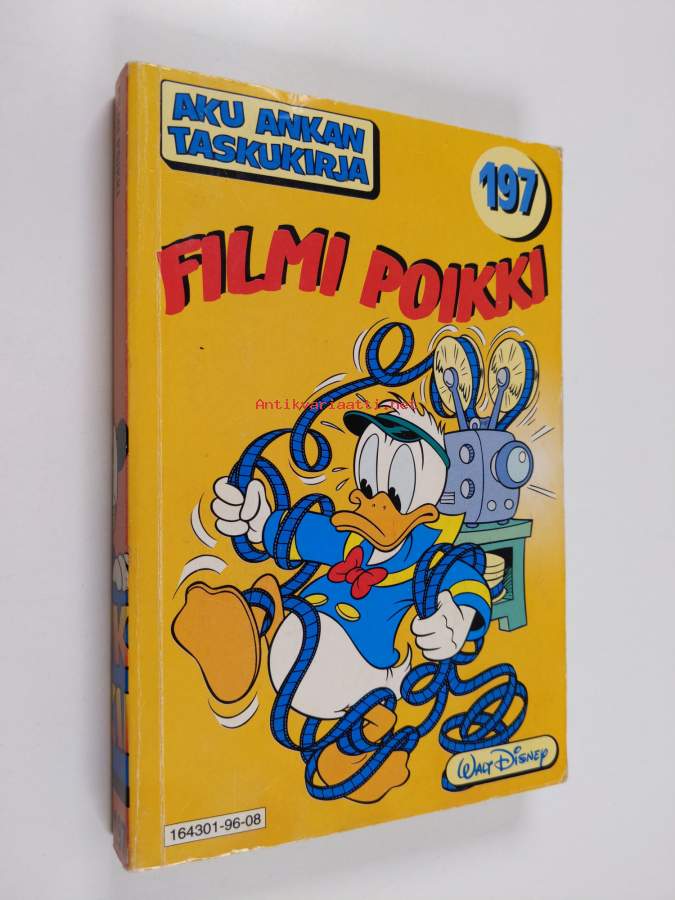 AKU ANKAN
TASKUKIRJA
197
FILMI POIKKI
Antikvariaatti.net
WALT DISNEY
164301-96-08